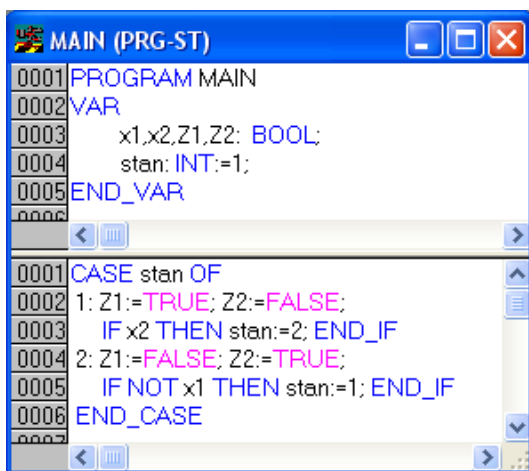 MAIN (PRG-ST)
0001 PROGRAM MAIN
0002 VAR
0003 x1,x2,Z1,Z2: BOOL;
0004 stan: INT:=1;
0005 END_VAR
0006
0001 CASE stan OF
0002 1: Z1:=TRUE; Z2:=FALSE;
0003 IF x2 THEN stan:=2; END_IF
0004 2: Z1:=FALSE; Z2:=TRUE;
0005 IF NOT x1 THEN stan:=1; END_IF
0006 END_CASE
0007